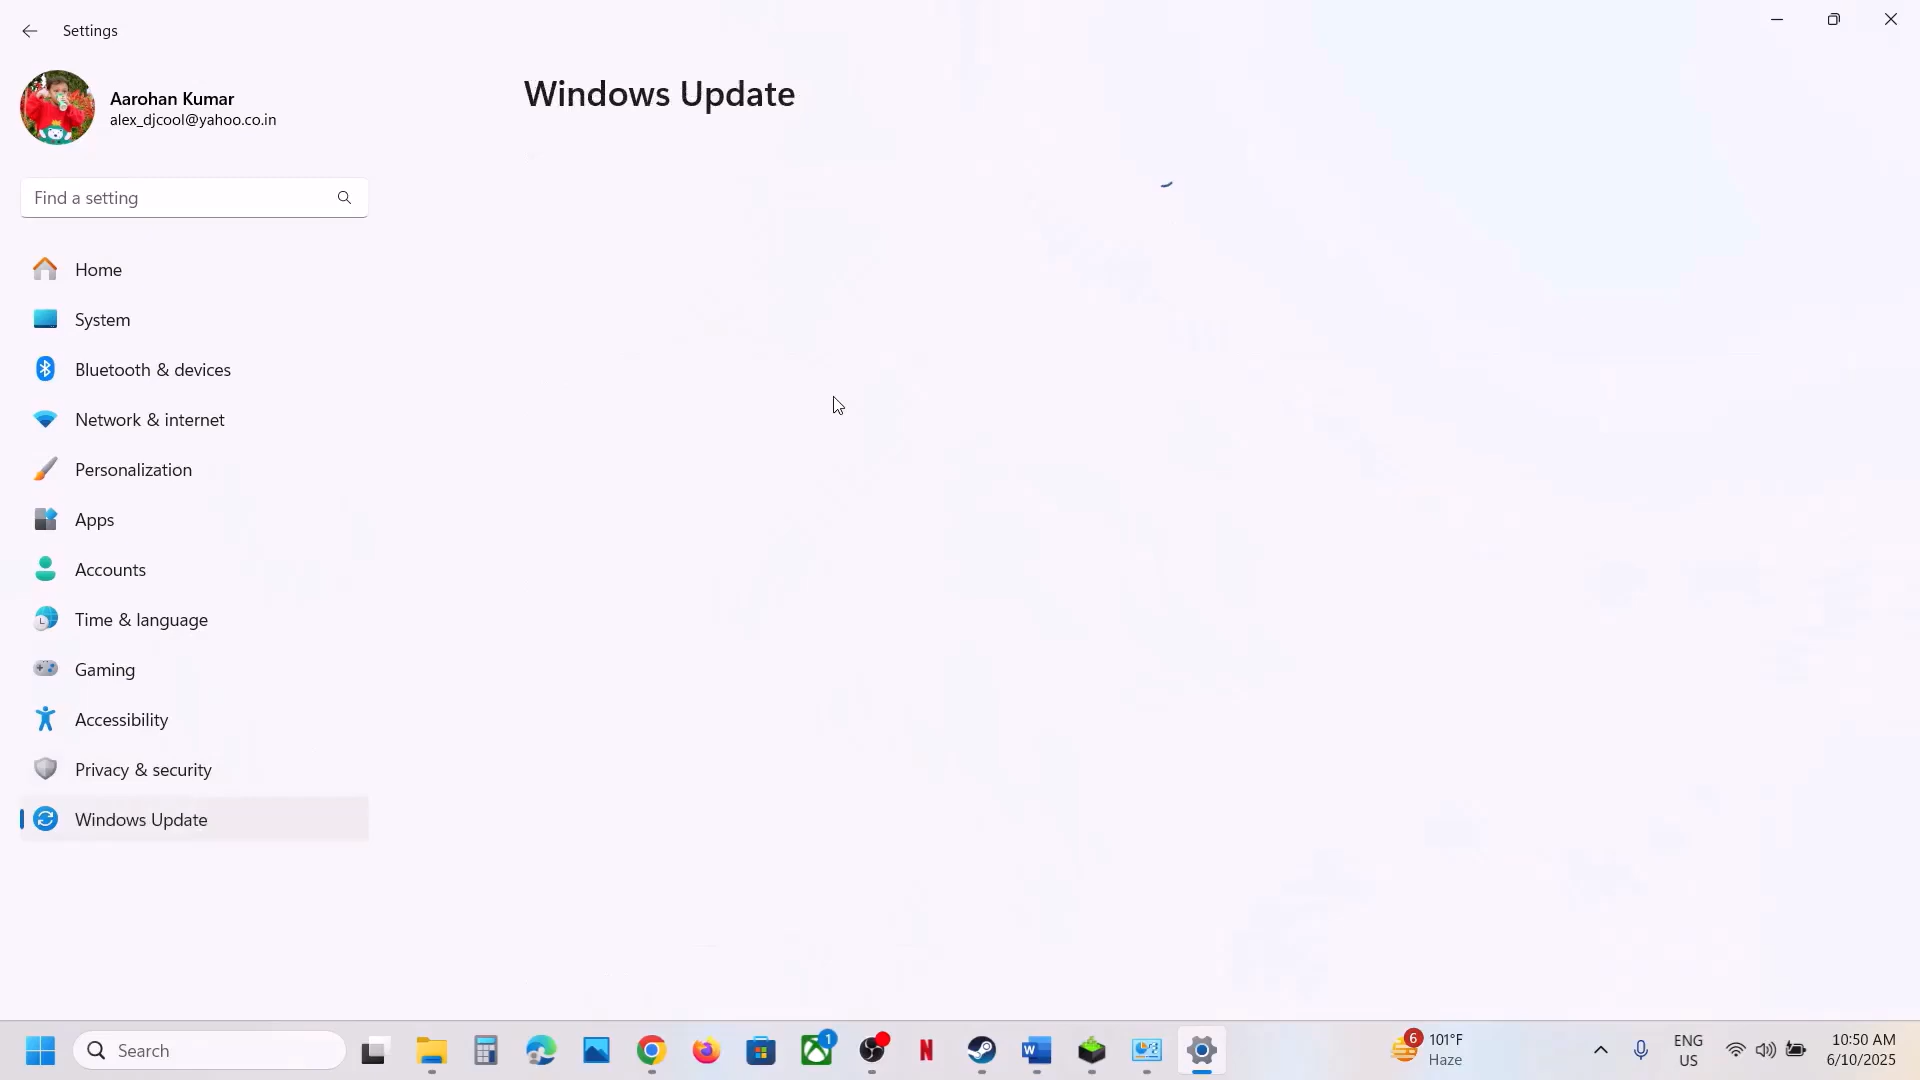 Settings
Aarohan Kumar
alex_djcool@yahoo.co.in
Windows Update
Find a setting
Home
System
Bluetooth & devices
Network & internet
Personalization
Apps
Accounts
Time & language
Gaming
Accessibility
Privacy & security
Windows Update
Search
1
N
W
6
101°F
Haze
ENG
US
10:50 AM
6/10/2025